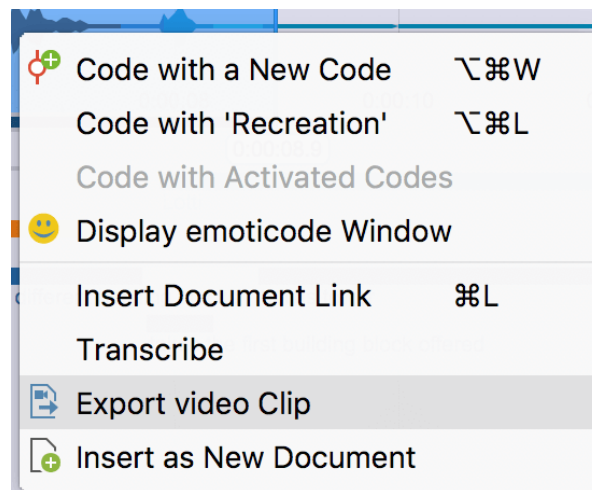 Code with a New Code ⌥⌘W
Code with 'Recreation' ⌥⌘L
Code with Activated Codes
Display emoticode Window
Insert Document Link ⌘L
Transcribe
Export video Clip
Insert as New Document